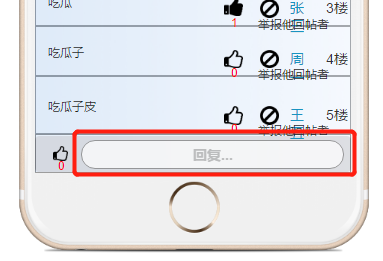 吃瓜 张 3楼
1 举报他回帖者
吃瓜子 周 4楼
0 举报他回帖者
吃瓜子皮 王 5楼
0 举报他回帖者
0 回复...